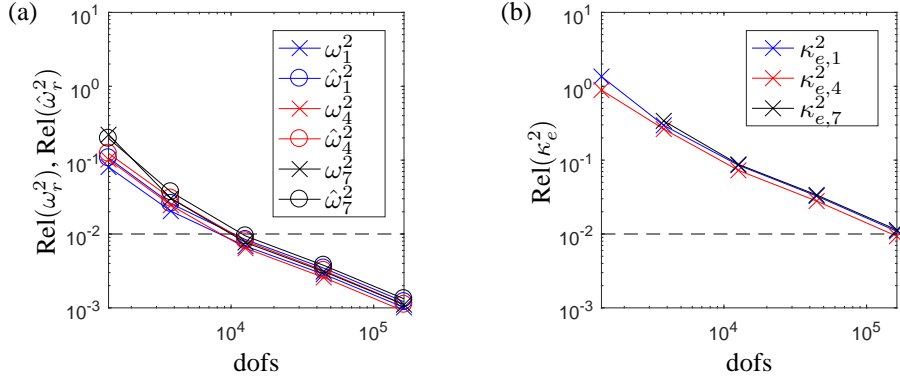 (a)
10^1
10^0
10^{-1}
10^{-2}
10^{-3}
Rel(ω_r^2), Rel(ω̂_r^2)
ω_1^2
ω̂_1^2
ω_4^2
ω̂_4^2
ω_7^2
ω̂_7^2
10^4
10^5
dofs
(b)
10^1
10^0
10^{-1}
10^{-2}
10^{-3}
Rel(κ_e^2)
κ_{e,1}^2
κ_{e,4}^2
κ_{e,7}^2
10^4
10^5
dofs